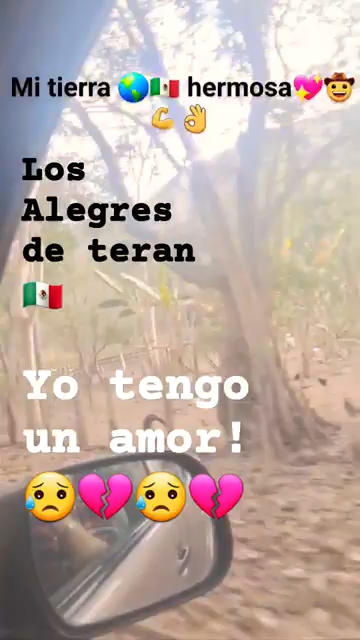 Mi tierra 🌎🇲🇽 hermosa💖🤠
💪👌
Los
Alegres
de teran
🇲🇽
Yo tengo
un amor!
😥💔😥💔